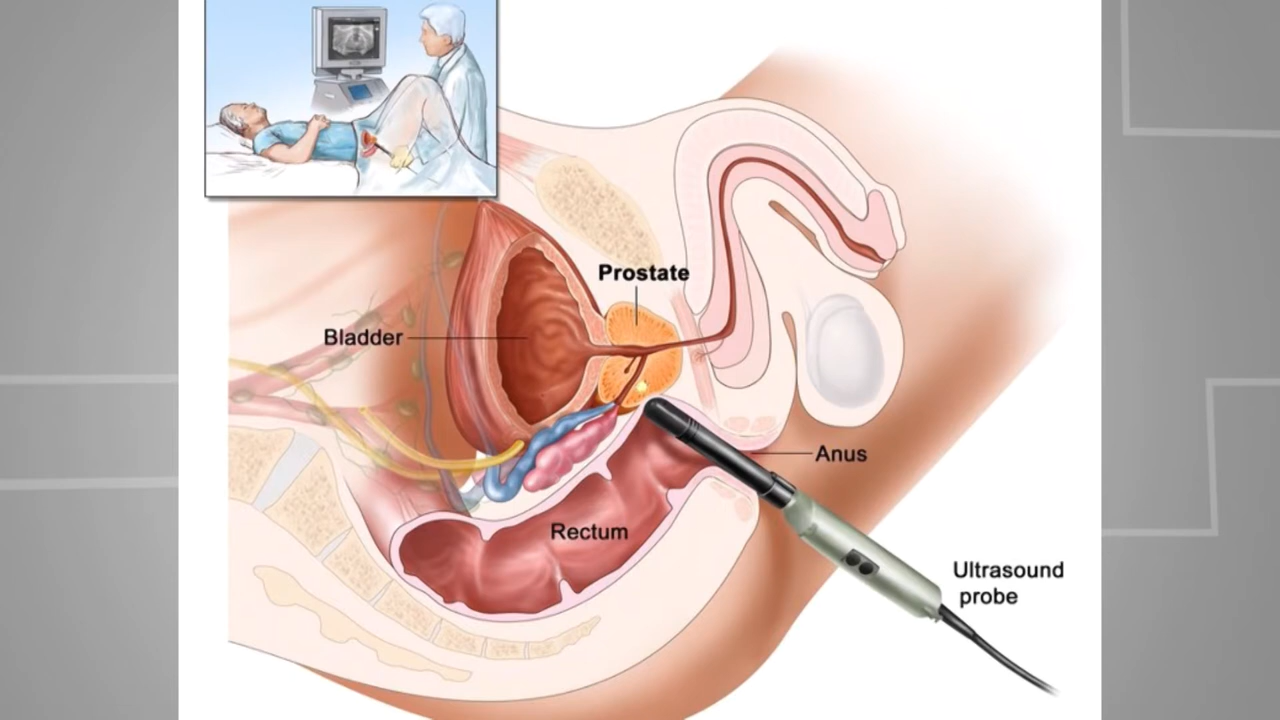 Prostate
Bladder
Anus
Rectum
Ultrasound
probe